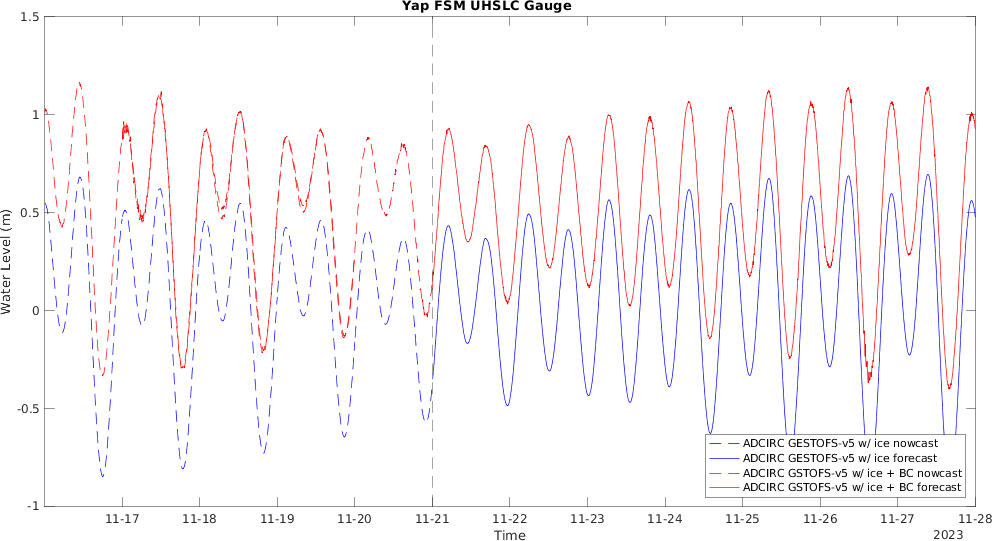 Yap FSM UHSLC Gauge
1.5
1
0.5
0
-0.5
-1
Water Level (m)
ADCIRC GESTOFS-v5 w/ ice nowcast
ADCIRC GESTOFS-v5 w/ ice forecast
ADCIRC GSTOFS-v5 w/ ice + BC nowcast
ADCIRC GSTOFS-v5 w/ ice + BC forecast
11-17 11-18 11-19 11-20 11-21 11-22 11-23 11-24 11-25 11-26 11-27 11-28
Time
2023